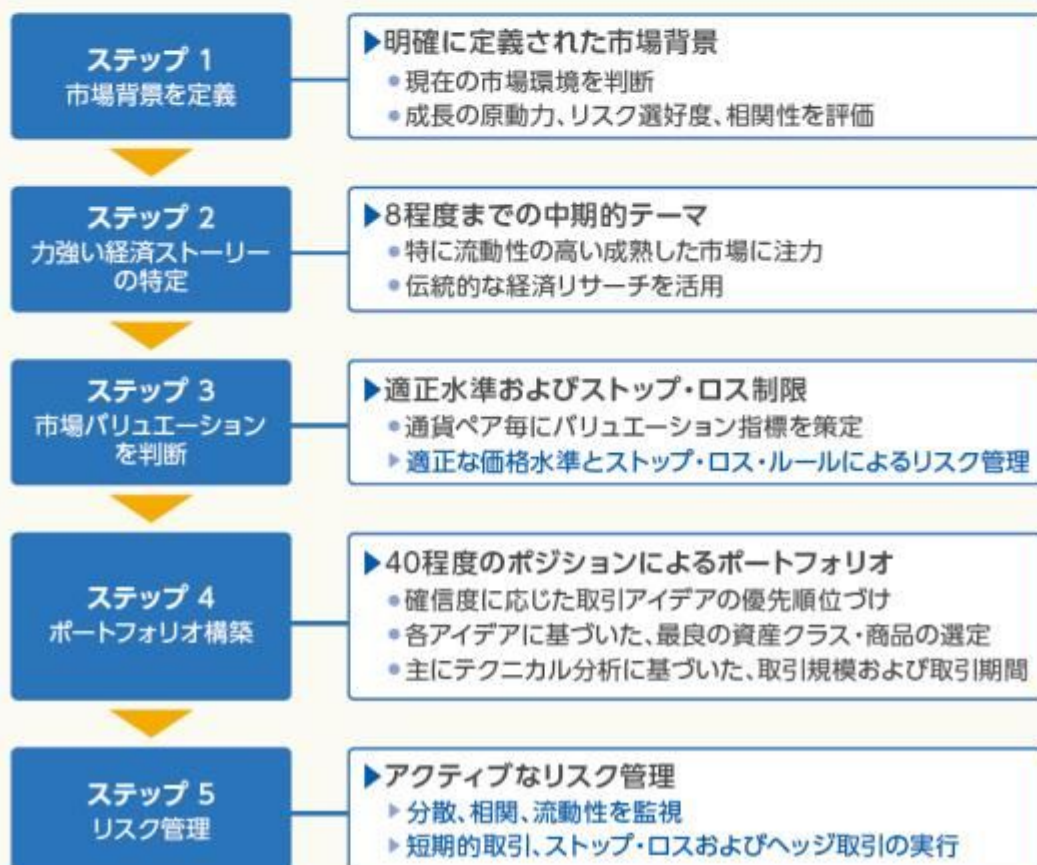 ステップ 1
市場背景を定義
▶明確に定義された市場背景
●現在の市場環境を判断
●成長の原動力、リスク選好度、相関性を評価
ステップ 2
力強い経済ストーリー
の特定
▶8程度までの中期的テーマ
●特に流動性の高い成熟した市場に注力
●伝統的な経済リサーチを活用
ステップ 3
市場バリュエーション
を判断
▶適正水準およびストップ・ロス制限
●通貨ペア毎にバリュエーション指標を策定
▶適正な価格水準とストップ・ロス・ルールによるリスク管理
ステップ 4
ポートフォリオ構築
▶40程度のポジションによるポートフォリオ
●確信度に応じた取引アイデアの優先順位づけ
●各アイデアに基づいた、最良の資産クラス・商品の選定
●主にテクニカル分析に基づいた、取引規模および取引期間
ステップ 5
リスク管理
▶アクティブなリスク管理
▶分散、相関、流動性を監視
▶短期的取引、ストップ・ロスおよびヘッジ取引の実行